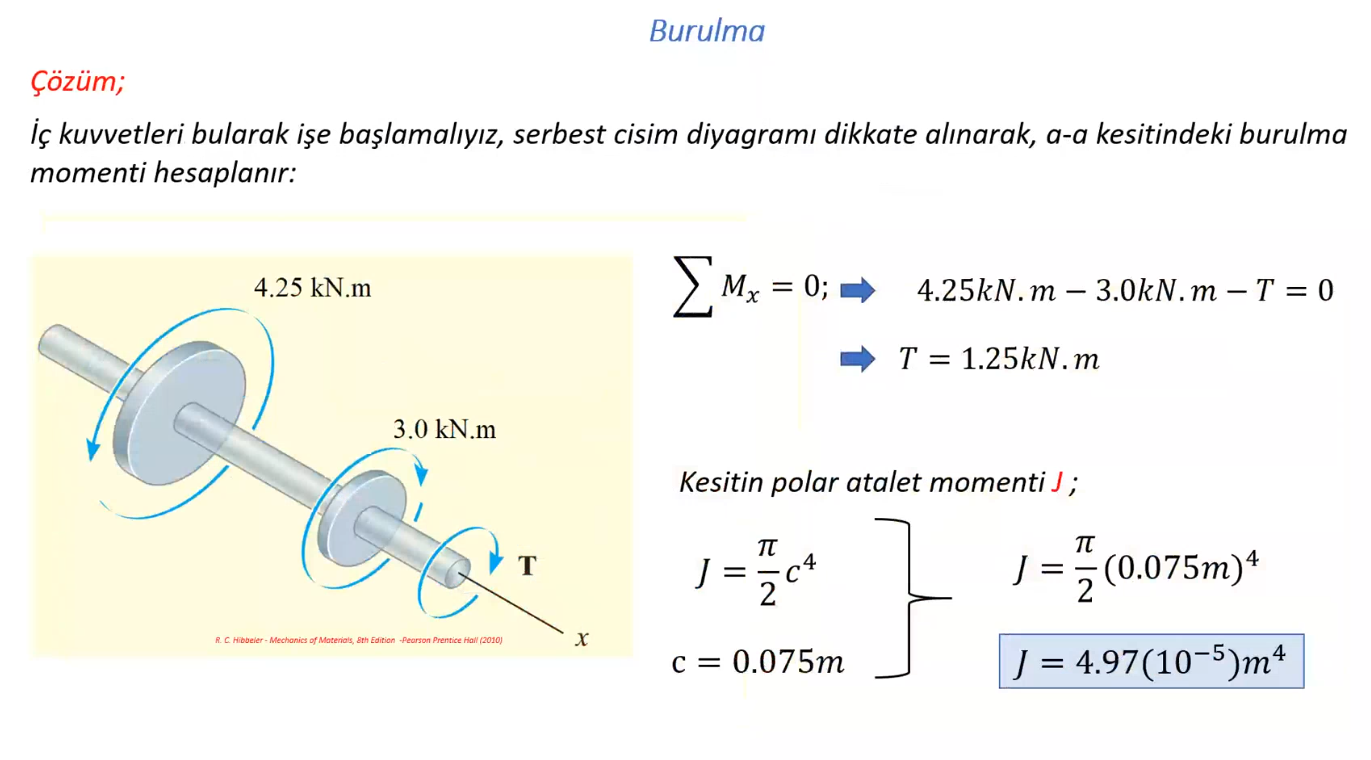 Burulma
Çözüm;
İç kuvvetleri bularak işe başlamalıyız, serbest cisim diyagramı dikkate alınarak, a-a kesitindeki burulma
momenti hesaplanır:
4.25 kN.m
3.0 kN.m
T
x
R. C. Hibbeler - Mechanics of Materials, 8th Edition -Pearson Prentice Hall (2010)
∑ Mₓ = 0; 4.25kN.m − 3.0kN.m − T = 0
T = 1.25kN.m
Kesitin polar atalet momenti J ;
J = π/2 c⁴
c = 0.075m
J = π/2 (0.075m)⁴
J = 4.97(10⁻⁵)m⁴